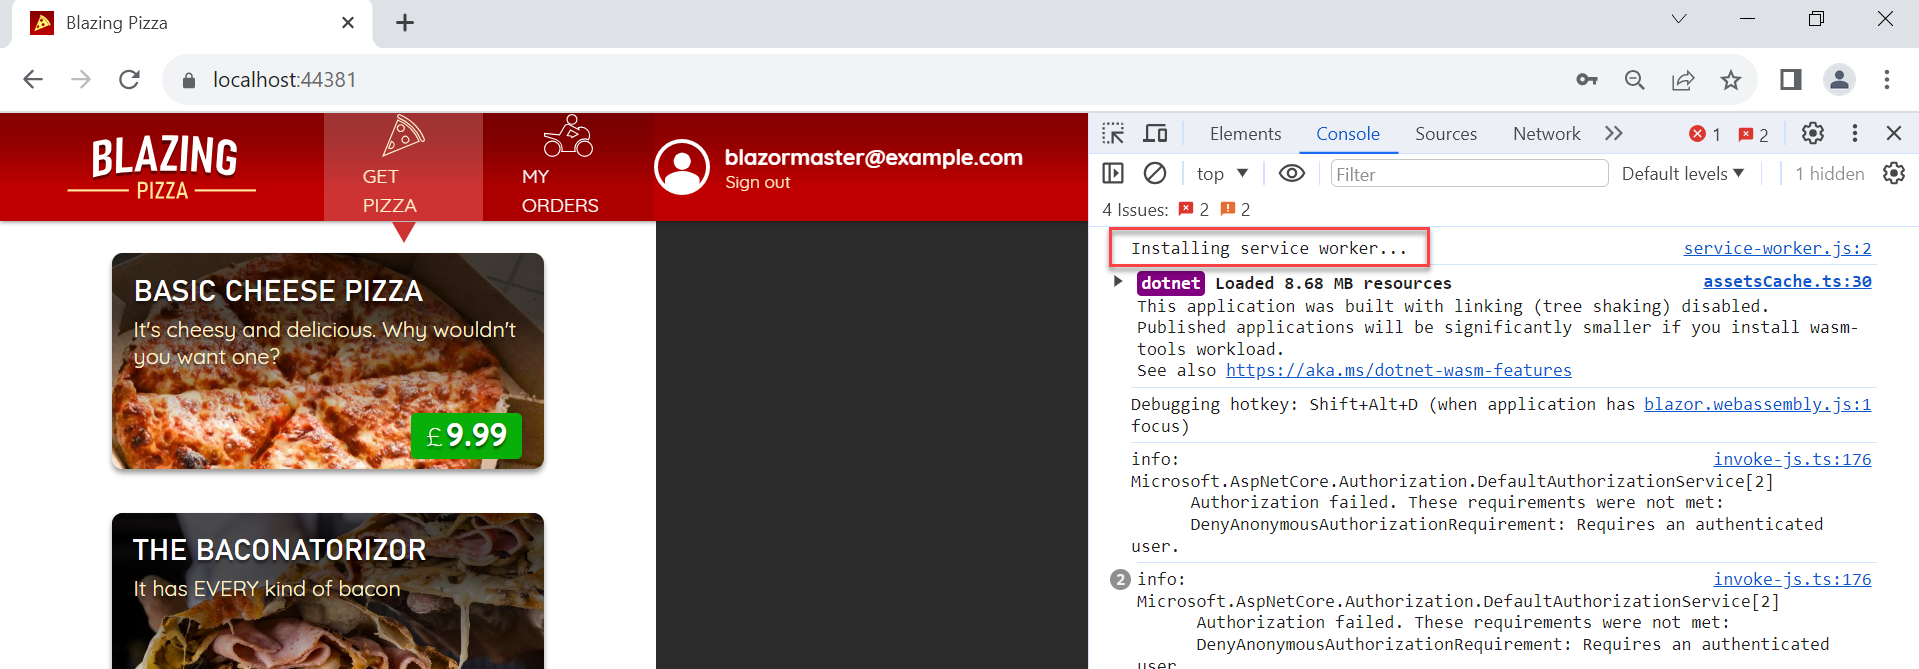 Blazing Pizza
localhost:44381
BLAZING
PIZZA
GET
PIZZA
MY
ORDERS
blazormaster@example.com
Sign out
BASIC CHEESE PIZZA
It's cheesy and delicious. Why wouldn't
you want one?
£9.99
THE BACONATORIZOR
It has EVERY kind of bacon
Elements Console Sources Network 1 2
top Filter Default levels 1 hidden
4 Issues: 2 2
Installing service worker... service-worker.js:2
dotnet Loaded 8.68 MB resources assetsCache.ts:30
This application was built with linking (tree shaking) disabled.
Published applications will be significantly smaller if you install wasm-
tools workload.
See also https://aka.ms/dotnet-wasm-features
Debugging hotkey: Shift+Alt+D (when application has blazor.webassembly.js:1
focus)
info: invoke-js.ts:176
Microsoft.AspNetCore.Authorization.DefaultAuthorizationService[2]
Authorization failed. These requirements were not met:
DenyAnonymousAuthorizationRequirement: Requires an authenticated
user.
2 info: invoke-js.ts:176
Microsoft.AspNetCore.Authorization.DefaultAuthorizationService[2]
Authorization failed. These requirements were not met:
DenyAnonymousAuthorizationRequirement: Requires an authenticated
user.